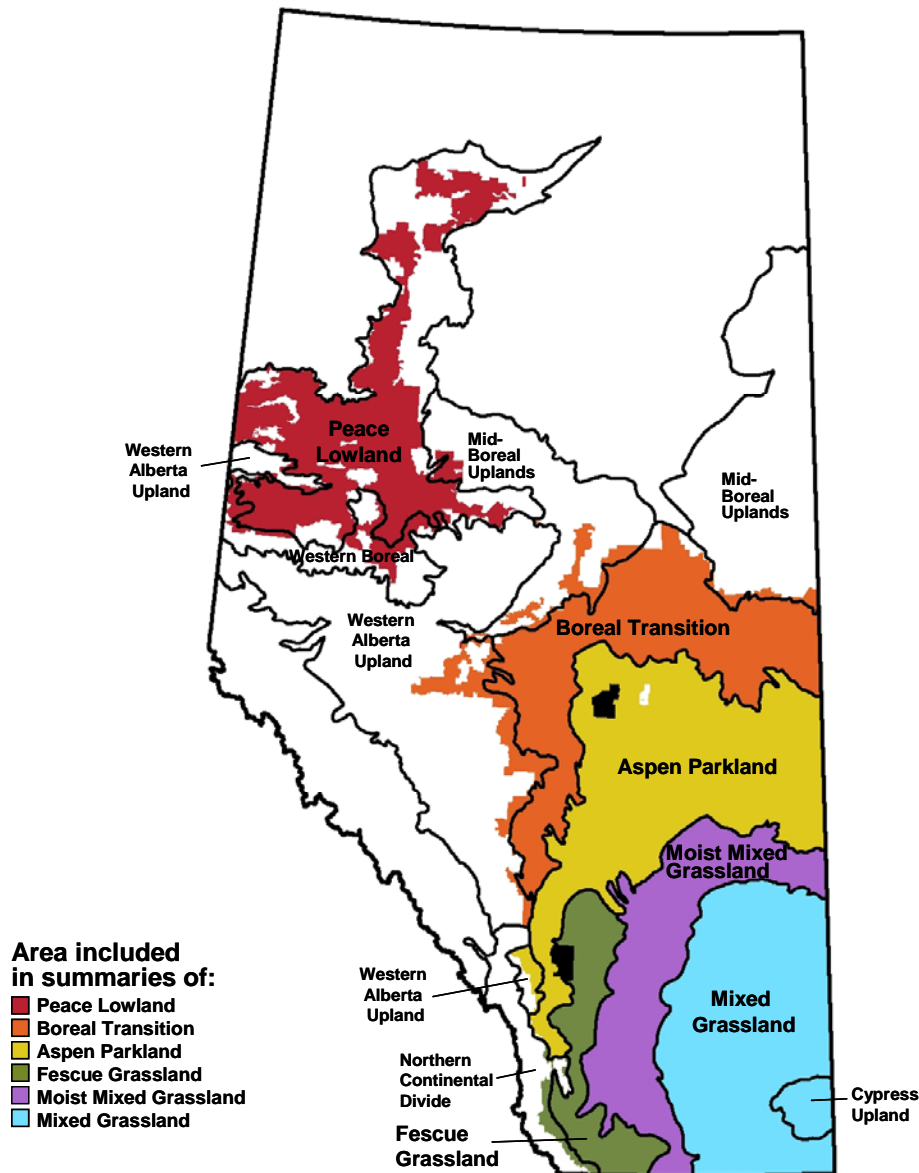 Peace
Lowland
Mid-
Boreal
Uplands
Western
Alberta
Upland
Mid-
Boreal
Uplands
Western Boreal
Western
Alberta
Upland
Boreal Transition
Aspen Parkland
Moist Mixed
Grassland
Area included
in summaries of:
Peace Lowland
Boreal Transition
Aspen Parkland
Fescue Grassland
Moist Mixed Grassland
Mixed Grassland
Western
Alberta
Upland
Mixed
Grassland
Northern
Continental
Divide
Cypress
Upland
Fescue
Grassland